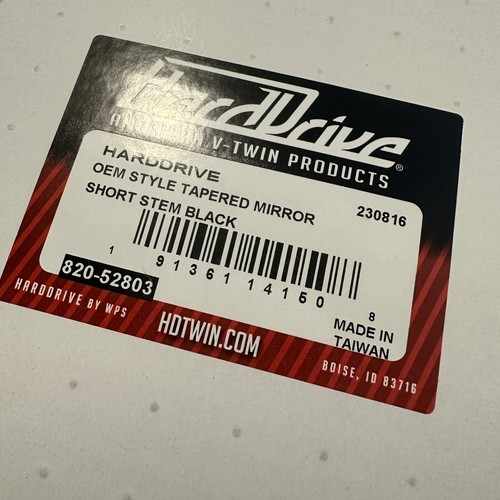 HardDrive®
AMERICAN V-TWIN PRODUCTS
HARDDRIVE
OEM STYLE TAPERED MIRROR 230816
SHORT STEM BLACK
1 91361 14150 8
820-52803
MADE IN
TAIWAN
HARDDRIVE BY WPS
HDTWIN.COM
BOISE, ID 83716